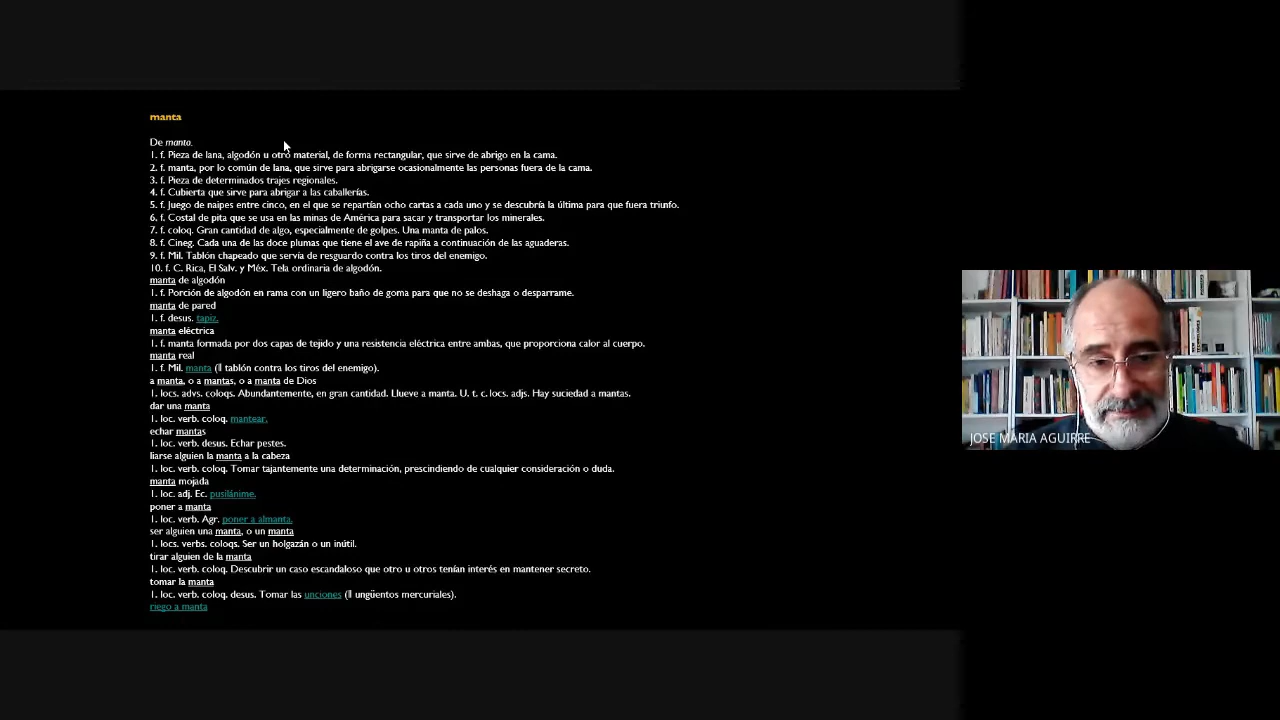 manta
De manto.
1. f. Pieza de lana, algodón u otro material, de forma rectangular, que sirve de abrigo en la cama.
2. f. manta, por lo común de lana, que sirve para abrigarse ocasionalmente las personas fuera de la cama.
3. f. Pieza de determinados trajes regionales.
4. f. Cubierta que sirve para abrigar a las caballerías.
5. f. Juego de naipes entre cinco, en el que se repartían ocho cartas a cada uno y se descubría la última para que fuera triunfo.
6. f. Costal de pita que se usa en las minas de América para sacar y transportar los minerales.
7. f. coloq. Gran cantidad de algo, especialmente de golpes. Una manta de palos.
8. f. Cineg. Cada una de las doce plumas que tiene el ave de rapiña a continuación de las aguaderas.
9. f. Mil. Tablón chapeado que servía de resguardo contra los tiros del enemigo.
10. f. C. Rica, El Salv. y Méx. Tela ordinaria de algodón.
manta de algodón
1. f. Porción de algodón en rama con un ligero baño de goma para que no se deshaga o desparrame.
manta de pared
1. f. desus. tapiz.
manta eléctrica
1. f. manta formada por dos capas de tejido y una resistencia eléctrica entre ambas, que proporciona calor al cuerpo.
manta real
1. f. Mil. manta (‖ tablón contra los tiros del enemigo).
a manta, o a mantas, o a manta de Dios
1. locs. advs. coloqs. Abundantemente, en gran cantidad. Llueve a manta. U. t. c. locs. adjs. Hay suciedad a mantas.
dar una manta
1. loc. verb. coloq. mantear.
echar mantas
1. loc. verb. desus. Echar pestes.
liarse alguien la manta a la cabeza
1. loc. verb. coloq. Tomar tajantemente una determinación, prescindiendo de cualquier consideración o duda.
manta mojada
1. loc. adj. Ec. pusilánime.
poner a manta
1. loc. verb. Agr. poner a almanta.
ser alguien una manta, o un manta
1. locs. verbs. coloqs. Ser un holgazán o un inútil.
tirar alguien de la manta
1. loc. verb. coloq. Descubrir un caso escandaloso que otro u otros tenían interés en mantener secreto.
tomar la manta
1. loc. verb. coloq. desus. Tomar las unciones (‖ ungüentos mercuriales).
riego a manta
JOSE MARIA AGUIRRE